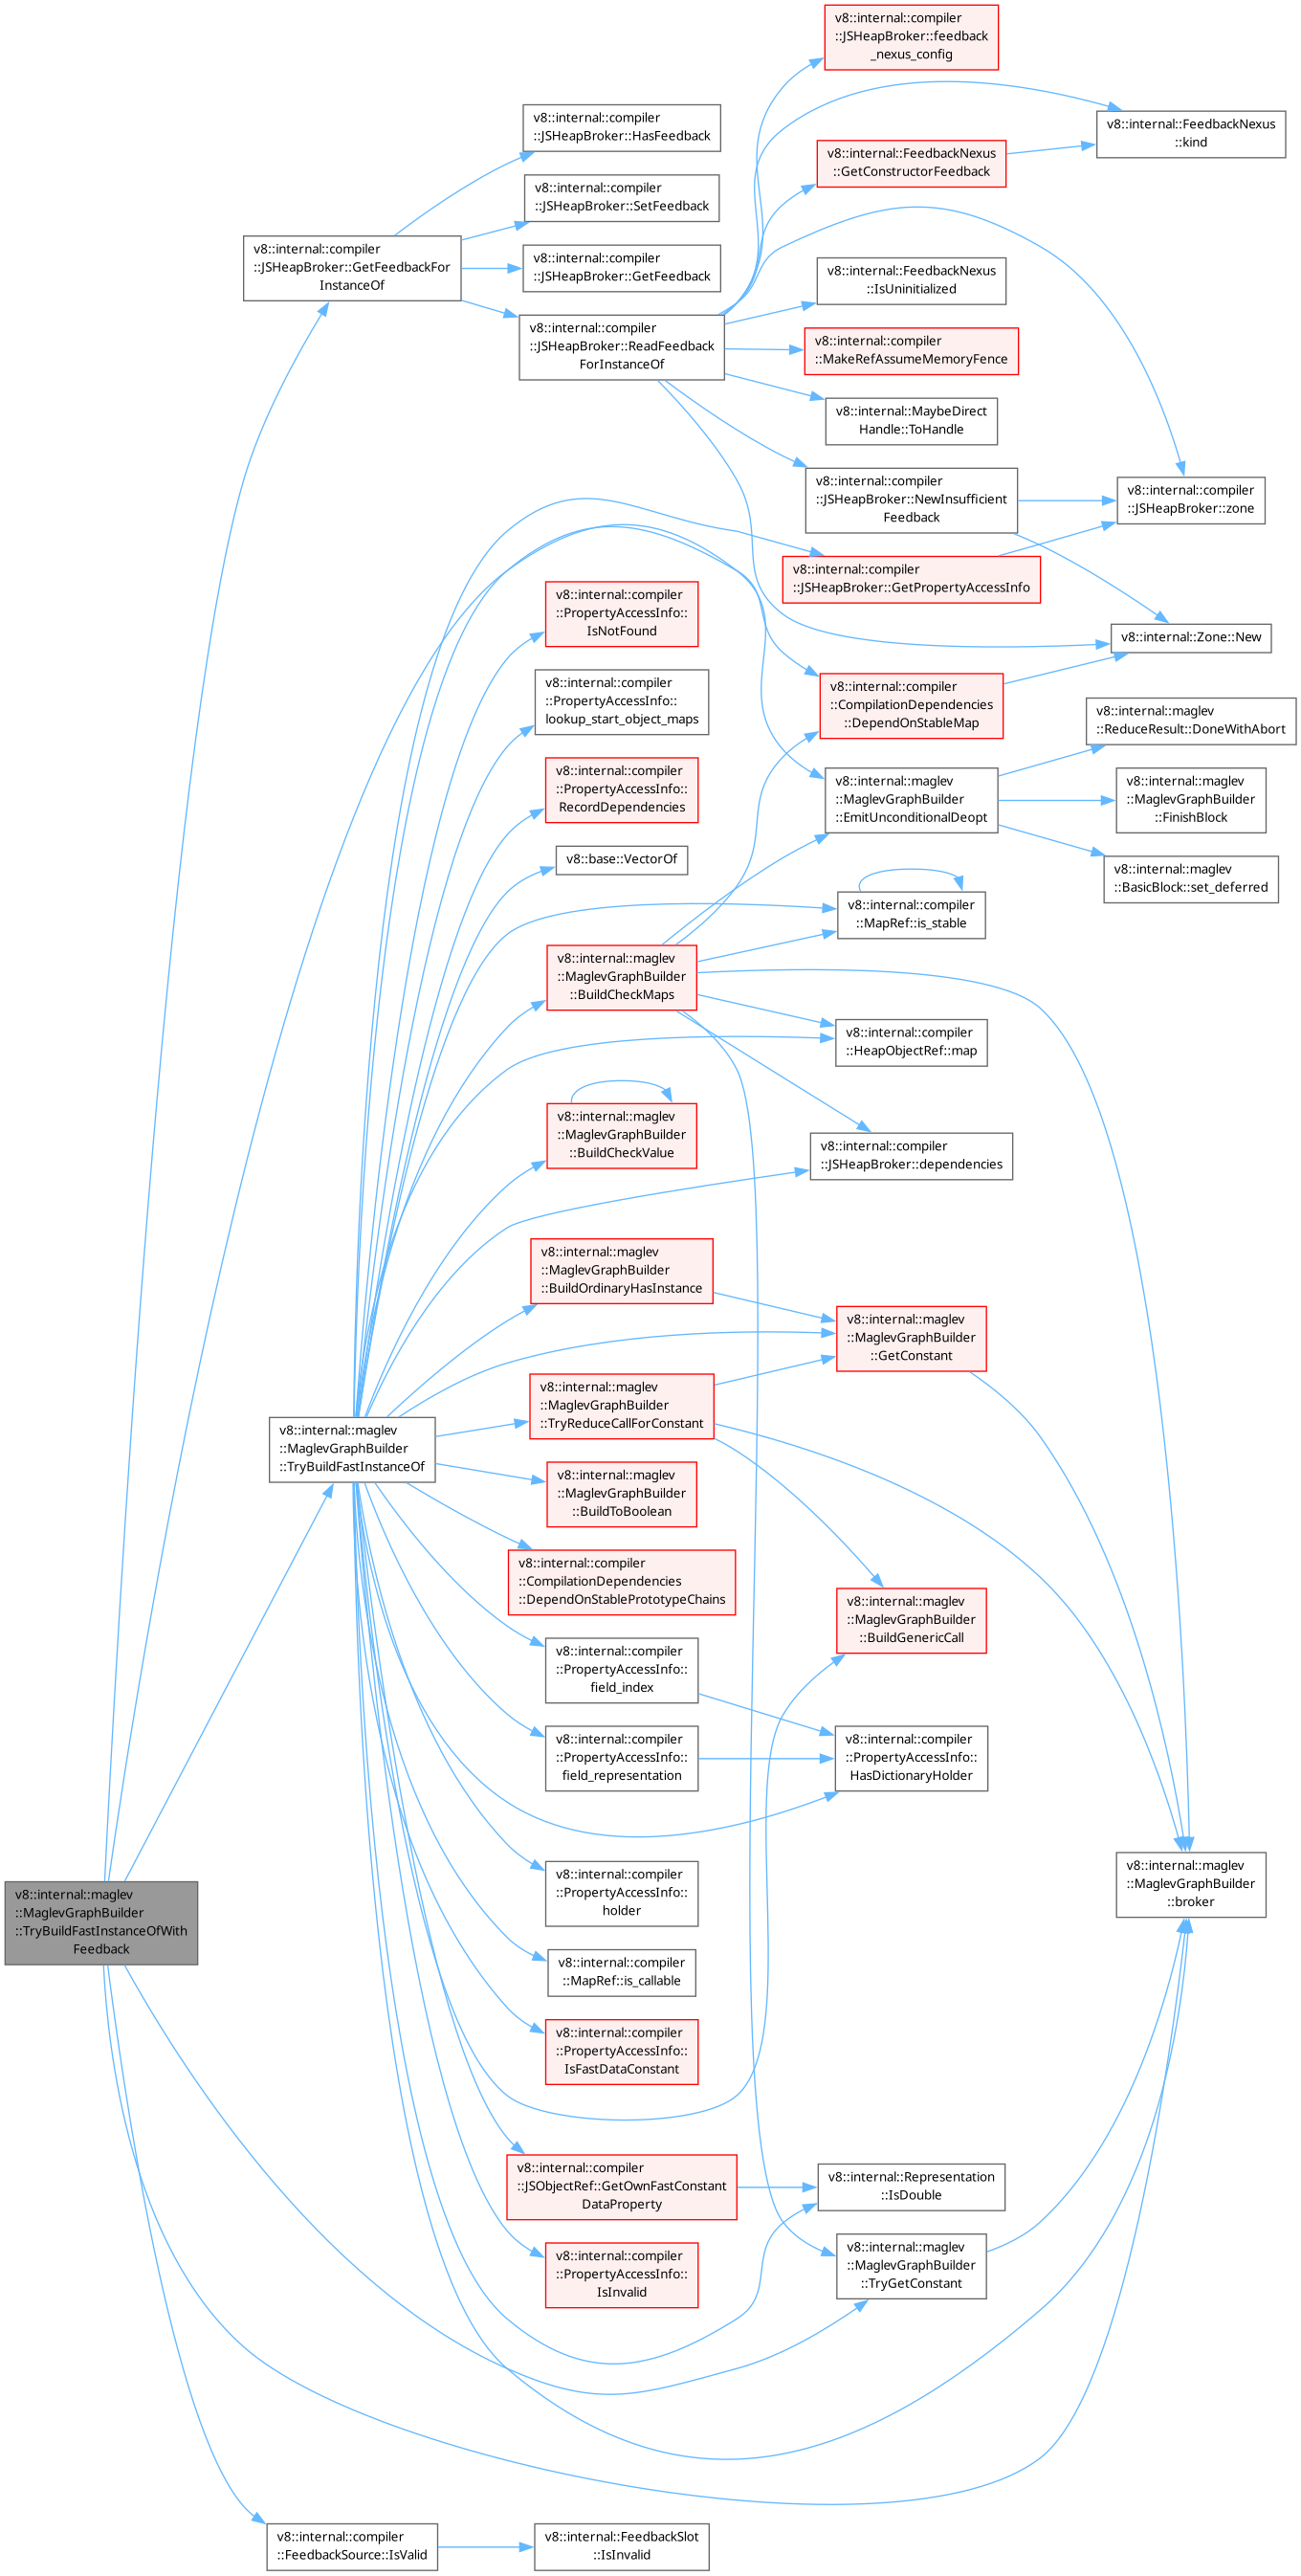 v8::internal::compiler
::JSHeapBroker::feedback
_nexus_config
v8::internal::compiler
::JSHeapBroker::HasFeedback
v8::internal::FeedbackNexus
::kind
v8::internal::FeedbackNexus
::GetConstructorFeedback
v8::internal::compiler
::JSHeapBroker::SetFeedback
v8::internal::compiler
::JSHeapBroker::GetFeedbackFor
InstanceOf
v8::internal::compiler
::JSHeapBroker::GetFeedback
v8::internal::FeedbackNexus
::IsUninitialized
v8::internal::compiler
::JSHeapBroker::ReadFeedback
ForInstanceOf
v8::internal::compiler
::MakeRefAssumeMemoryFence
v8::internal::MaybeDirect
Handle::ToHandle
v8::internal::compiler
::JSHeapBroker::NewInsufficient
Feedback
v8::internal::compiler
::JSHeapBroker::zone
v8::internal::compiler
::JSHeapBroker::GetPropertyAccessInfo
v8::internal::compiler
::PropertyAccessInfo::
IsNotFound
v8::internal::Zone::New
v8::internal::compiler
::PropertyAccessInfo::
lookup_start_object_maps
v8::internal::compiler
::CompilationDependencies
::DependOnStableMap
v8::internal::maglev
::ReduceResult::DoneWithAbort
v8::internal::compiler
::PropertyAccessInfo::
RecordDependencies
v8::internal::maglev
::MaglevGraphBuilder
::EmitUnconditionalDeopt
v8::internal::maglev
::MaglevGraphBuilder
::FinishBlock
v8::base::VectorOf
v8::internal::maglev
::BasicBlock::set_deferred
v8::internal::compiler
::MapRef::is_stable
v8::internal::maglev
::MaglevGraphBuilder
::BuildCheckMaps
v8::internal::compiler
::HeapObjectRef::map
v8::internal::maglev
::MaglevGraphBuilder
::BuildCheckValue
v8::internal::compiler
::JSHeapBroker::dependencies
v8::internal::maglev
::MaglevGraphBuilder
::BuildOrdinaryHasInstance
v8::internal::maglev
::MaglevGraphBuilder
::GetConstant
v8::internal::maglev
::MaglevGraphBuilder
::TryReduceCallForConstant
v8::internal::maglev
::MaglevGraphBuilder
::TryBuildFastInstanceOf
v8::internal::maglev
::MaglevGraphBuilder
::BuildToBoolean
v8::internal::compiler
::CompilationDependencies
::DependOnStablePrototypeChains
v8::internal::maglev
::MaglevGraphBuilder
::BuildGenericCall
v8::internal::compiler
::PropertyAccessInfo::
field_index
v8::internal::compiler
::PropertyAccessInfo::
field_representation
v8::internal::compiler
::PropertyAccessInfo::
HasDictionaryHolder
v8::internal::compiler
::PropertyAccessInfo::
holder
v8::internal::maglev
::MaglevGraphBuilder
::broker
v8::internal::maglev
::MaglevGraphBuilder
::TryBuildFastInstanceOfWith
Feedback
v8::internal::compiler
::MapRef::is_callable
v8::internal::compiler
::PropertyAccessInfo::
IsFastDataConstant
v8::internal::compiler
::JSObjectRef::GetOwnFastConstant
DataProperty
v8::internal::Representation
::IsDouble
v8::internal::compiler
::PropertyAccessInfo::
IsInvalid
v8::internal::maglev
::MaglevGraphBuilder
::TryGetConstant
v8::internal::compiler
::FeedbackSource::IsValid
v8::internal::FeedbackSlot
::IsInvalid